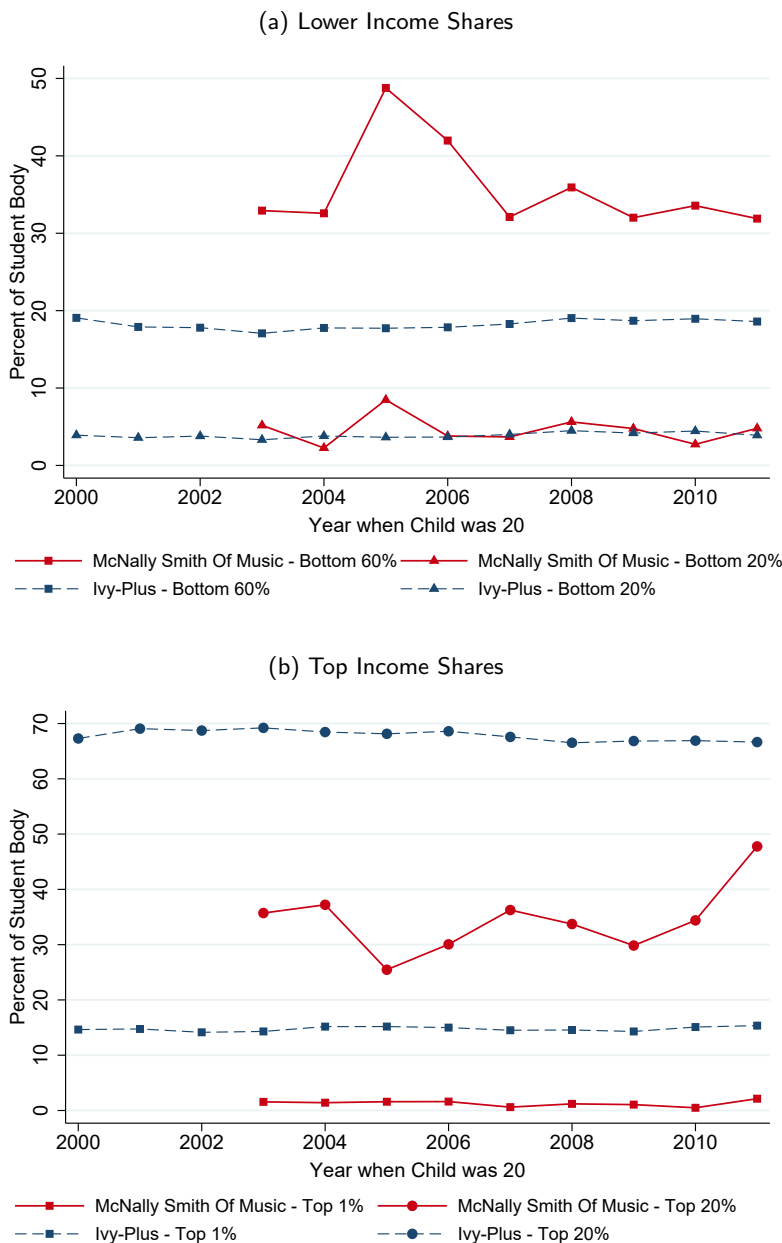 (a) Lower Income Shares
Percent of Student Body
50
40
30
20
10
0
2000 2002 2004 2006 2008 2010
Year when Child was 20
McNally Smith Of Music - Bottom 60% McNally Smith Of Music - Bottom 20%
Ivy-Plus - Bottom 60% Ivy-Plus - Bottom 20%
(b) Top Income Shares
Percent of Student Body
70
60
50
40
30
20
10
0
2000 2002 2004 2006 2008 2010
Year when Child was 20
McNally Smith Of Music - Top 1% McNally Smith Of Music - Top 20%
Ivy-Plus - Top 1% Ivy-Plus - Top 20%